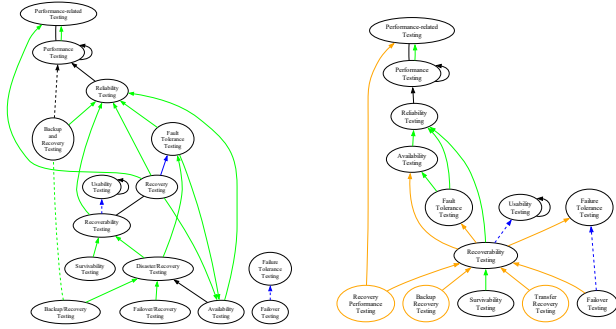 Performance-related
Testing
Performance
Testing
Reliability
Testing
Backup
and
Recovery
Testing
Fault
Tolerance
Testing
Usability
Testing
Recovery
Testing
Recoverability
Testing
Survivability
Testing
Disaster/Recovery
Testing
Failure
Tolerance
Testing
Backup/Recovery
Testing
Failover/Recovery
Testing
Availability
Testing
Failover
Testing
Performance-related
Testing
Performance
Testing
Reliability
Testing
Availability
Testing
Fault
Tolerance
Testing
Usability
Testing
Failure
Tolerance
Testing
Recoverability
Testing
Recovery
Performance
Testing
Backup
Recovery
Testing
Survivability
Testing
Transfer
Recovery
Testing
Failover
Testing